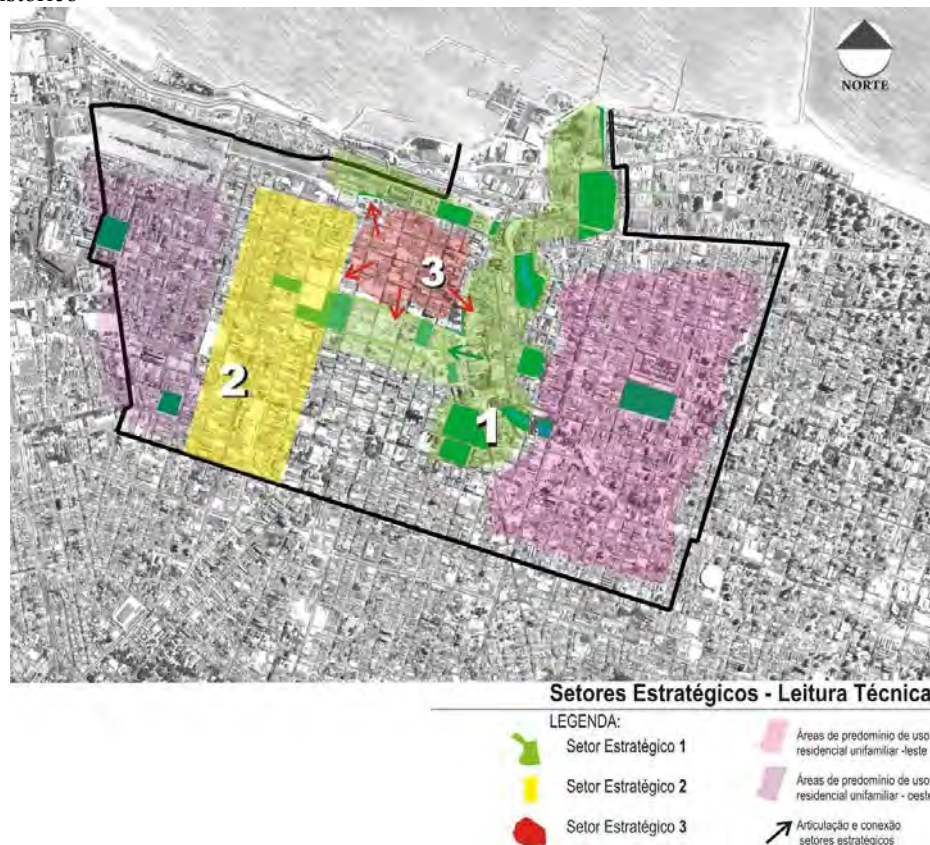 NORTE
3
2
1
Setores Estratégicos - Leitura Técnica
LEGENDA:
Setor Estratégico 1
Setor Estratégico 2
Setor Estratégico 3
Áreas de predomínio de uso
residencial unifamiliar -leste
Áreas de predomínio de uso
residencial unifamiliar - oeste
Articulação e conexão
setores estratégicos